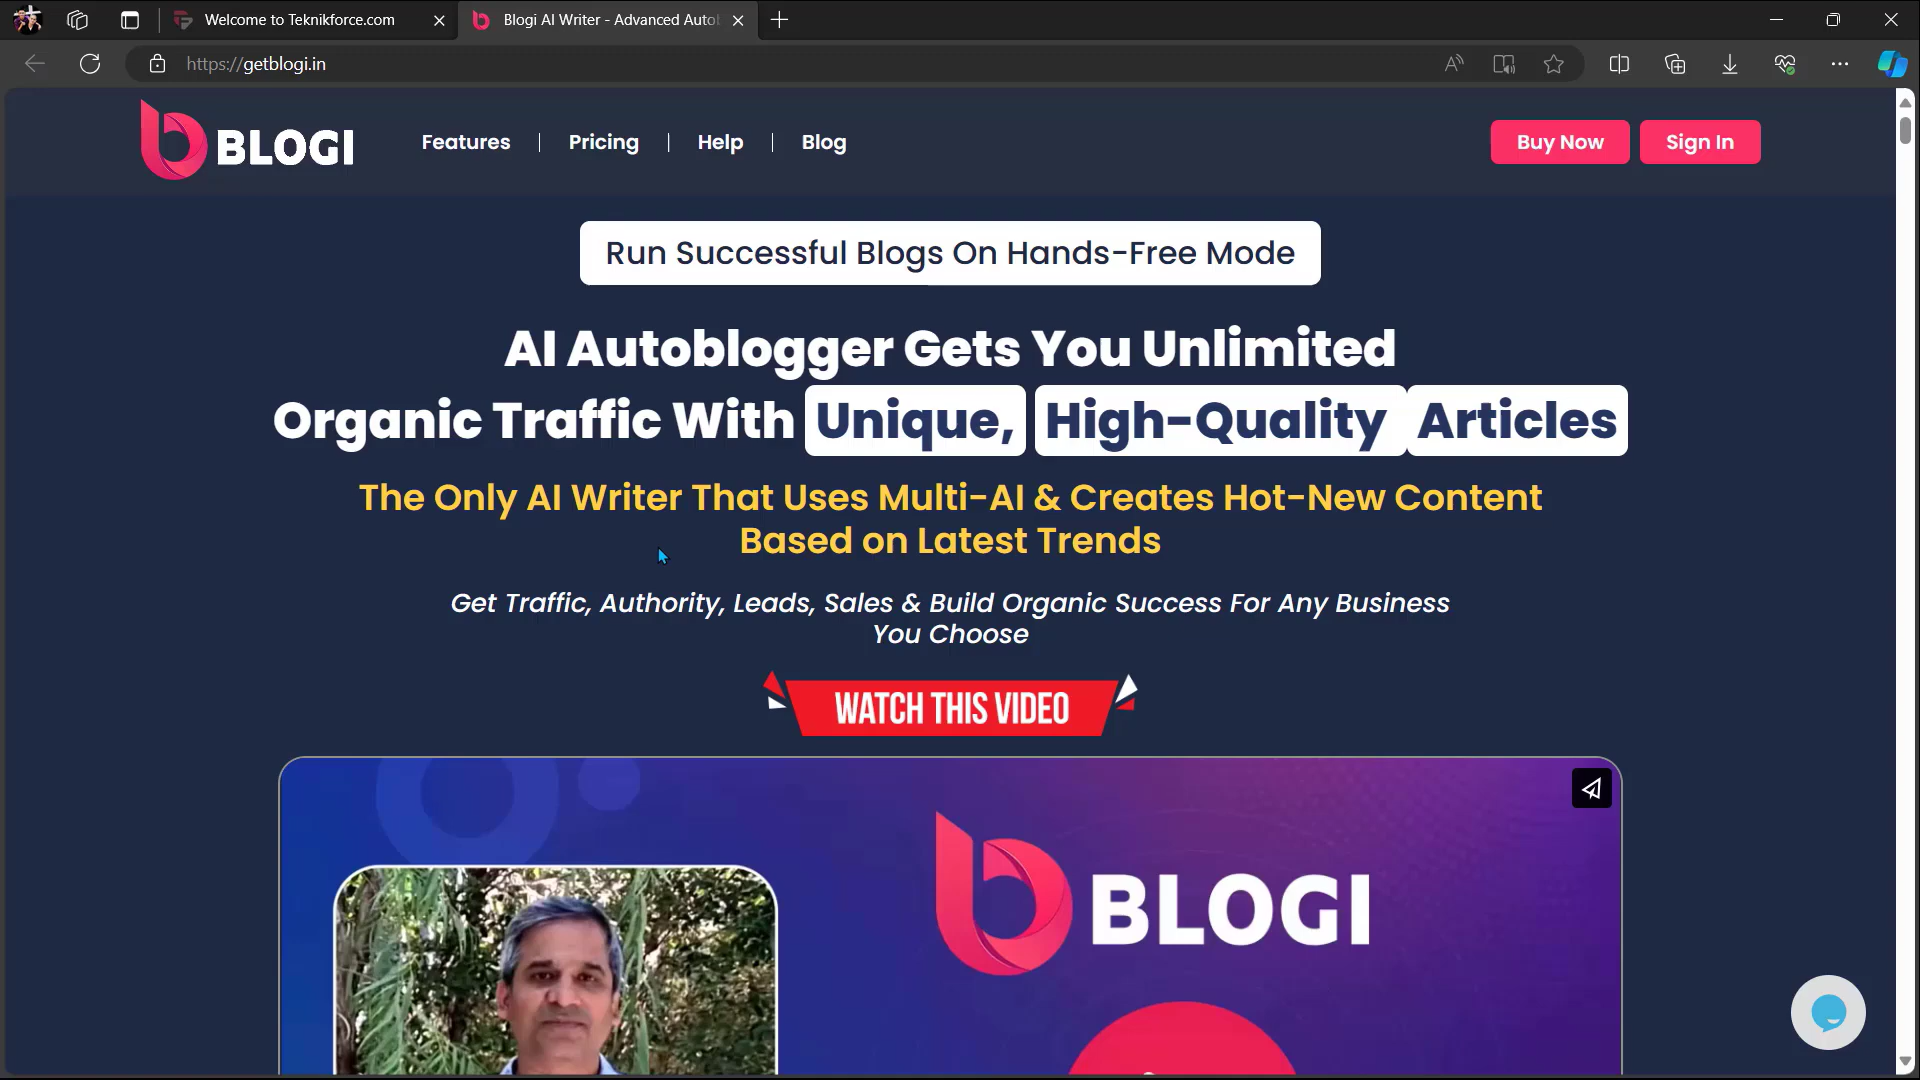 Welcome to Teknikforce.com
Blogi AI Writer - Advanced Auto
https://getblogi.in
BLOGI
Features | Pricing | Help | Blog
Buy Now
Sign In
Run Successful Blogs On Hands-Free Mode
AI Autoblogger Gets You Unlimited
Organic Traffic With Unique, High-Quality Articles
The Only AI Writer That Uses Multi-AI & Creates Hot-New Content
Based on Latest Trends
Get Traffic, Authority, Leads, Sales & Build Organic Success For Any Business
You Choose
WATCH THIS VIDEO
BLOGI